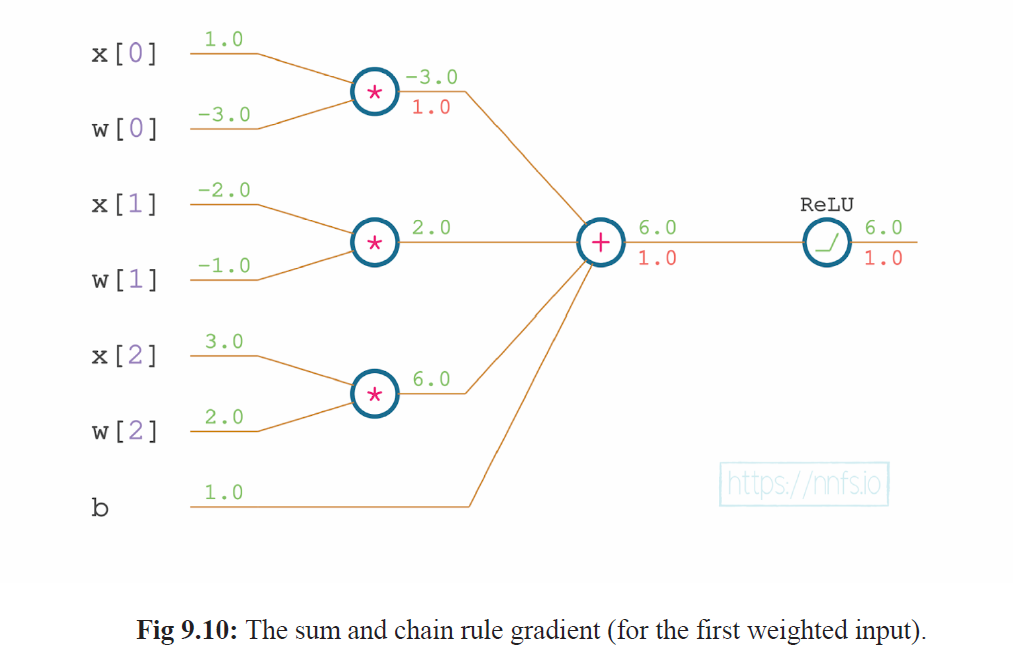 x[0] 1.0
-3.0
1.0
w[0] -3.0
x[1] -2.0
2.0
w[1] -1.0
6.0
1.0
ReLU
6.0
1.0
x[2] 3.0
6.0
w[2] 2.0
b 1.0
https://nnfs.io
Fig 9.10: The sum and chain rule gradient (for the first weighted input).